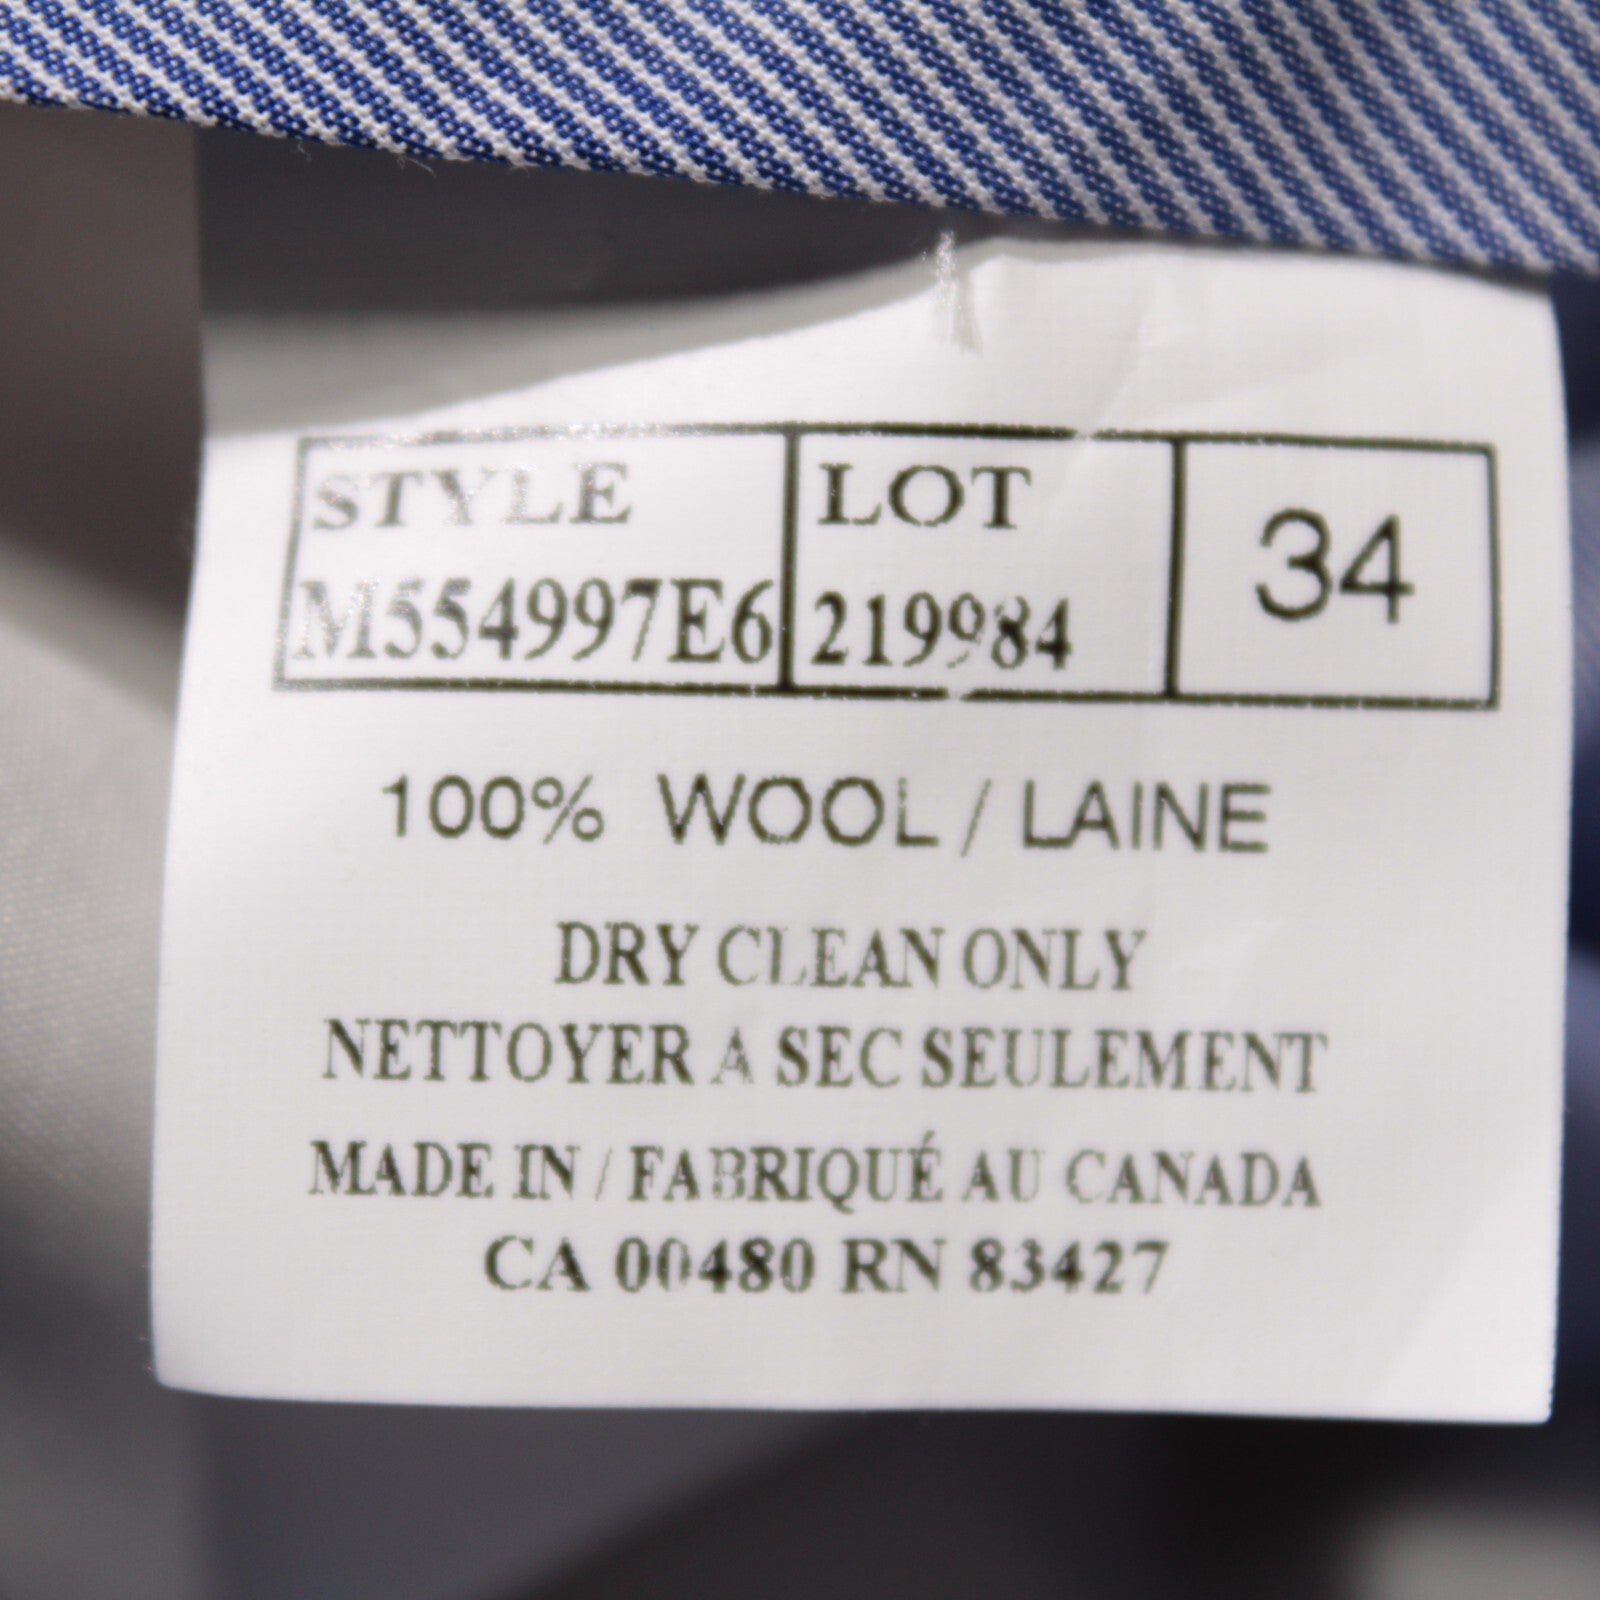 STYLE LOT 34
M554997E6 219984
100% WOOL / LAINE
DRY CLEAN ONLY
NETTOYER A SEC SEULEMENT
MADE IN / FABRIQUÉ AU CANADA
CA 00480 RN 83427